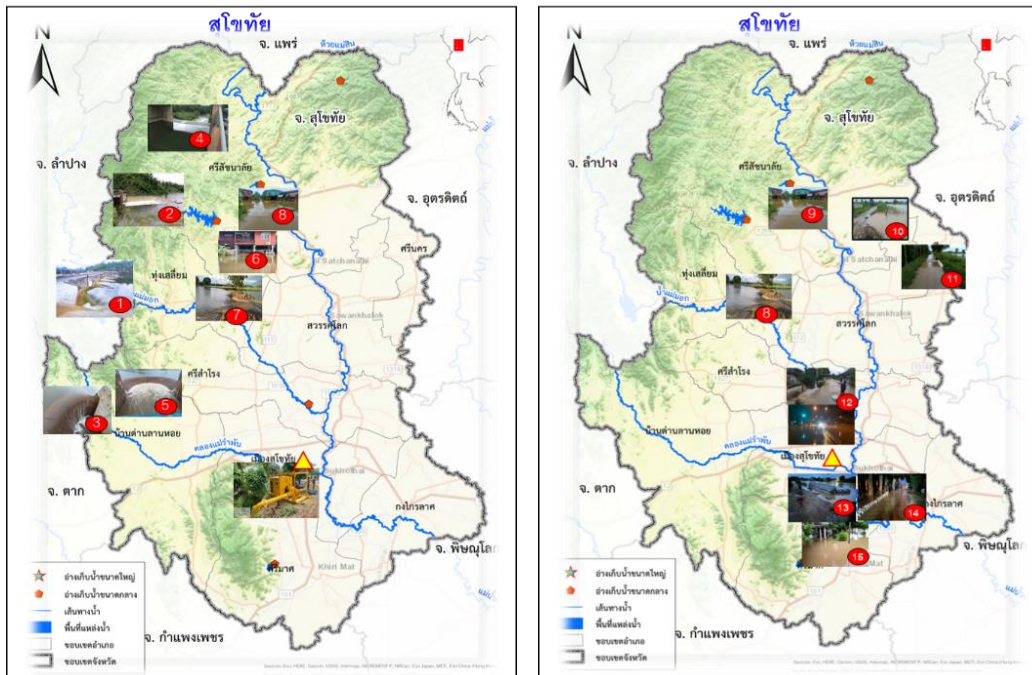 สุโขทัย
N
จ. แพร่
ห้วยแม่สิน
จ. สุโขทัย
4
จ. ลำปาง
ศรีสัชนาลัย
2
8
จ. อุตรดิตถ์
6
ศรีนคร
ทุ่งเสลี่ยม
1
7
สวรรคโลก
ศรีสำโรง
5
3
บ้านด่านลานหอย
คลองแม่รำพัน
เมืองสุโขทัย
จ. ตาก
กงไกรลาศ
จ. พิษณุโลก
คีรีมาศ
Khiri Mat
อ่างเก็บน้ำขนาดใหญ่
อ่างเก็บน้ำขนาดกลาง
เส้นทางน้ำ
พื้นที่แหล่งน้ำ
ขอบเขตอำเภอ
ขอบเขตจังหวัด
จ. กำแพงเพชร
สุโขทัย
N
จ. แพร่
ห้วยแม่สิน
จ. สุโขทัย
จ. ลำปาง
ศรีสัชนาลัย
9
จ. อุตรดิตถ์
10
11
ทุ่งเสลี่ยม
น้ำแม่มอก
8
สวรรคโลก
ศรีสำโรง
12
บ้านด่านลานหอย
คลองแม่รำพัน
เมืองสุโขทัย
จ. ตาก
13
14
กงไกรลาศ
จ. พิษณุโลก
15
อ่างเก็บน้ำขนาดใหญ่
อ่างเก็บน้ำขนาดกลาง
เส้นทางน้ำ
พื้นที่แหล่งน้ำ
ขอบเขตอำเภอ
ขอบเขตจังหวัด
จ. กำแพงเพชร